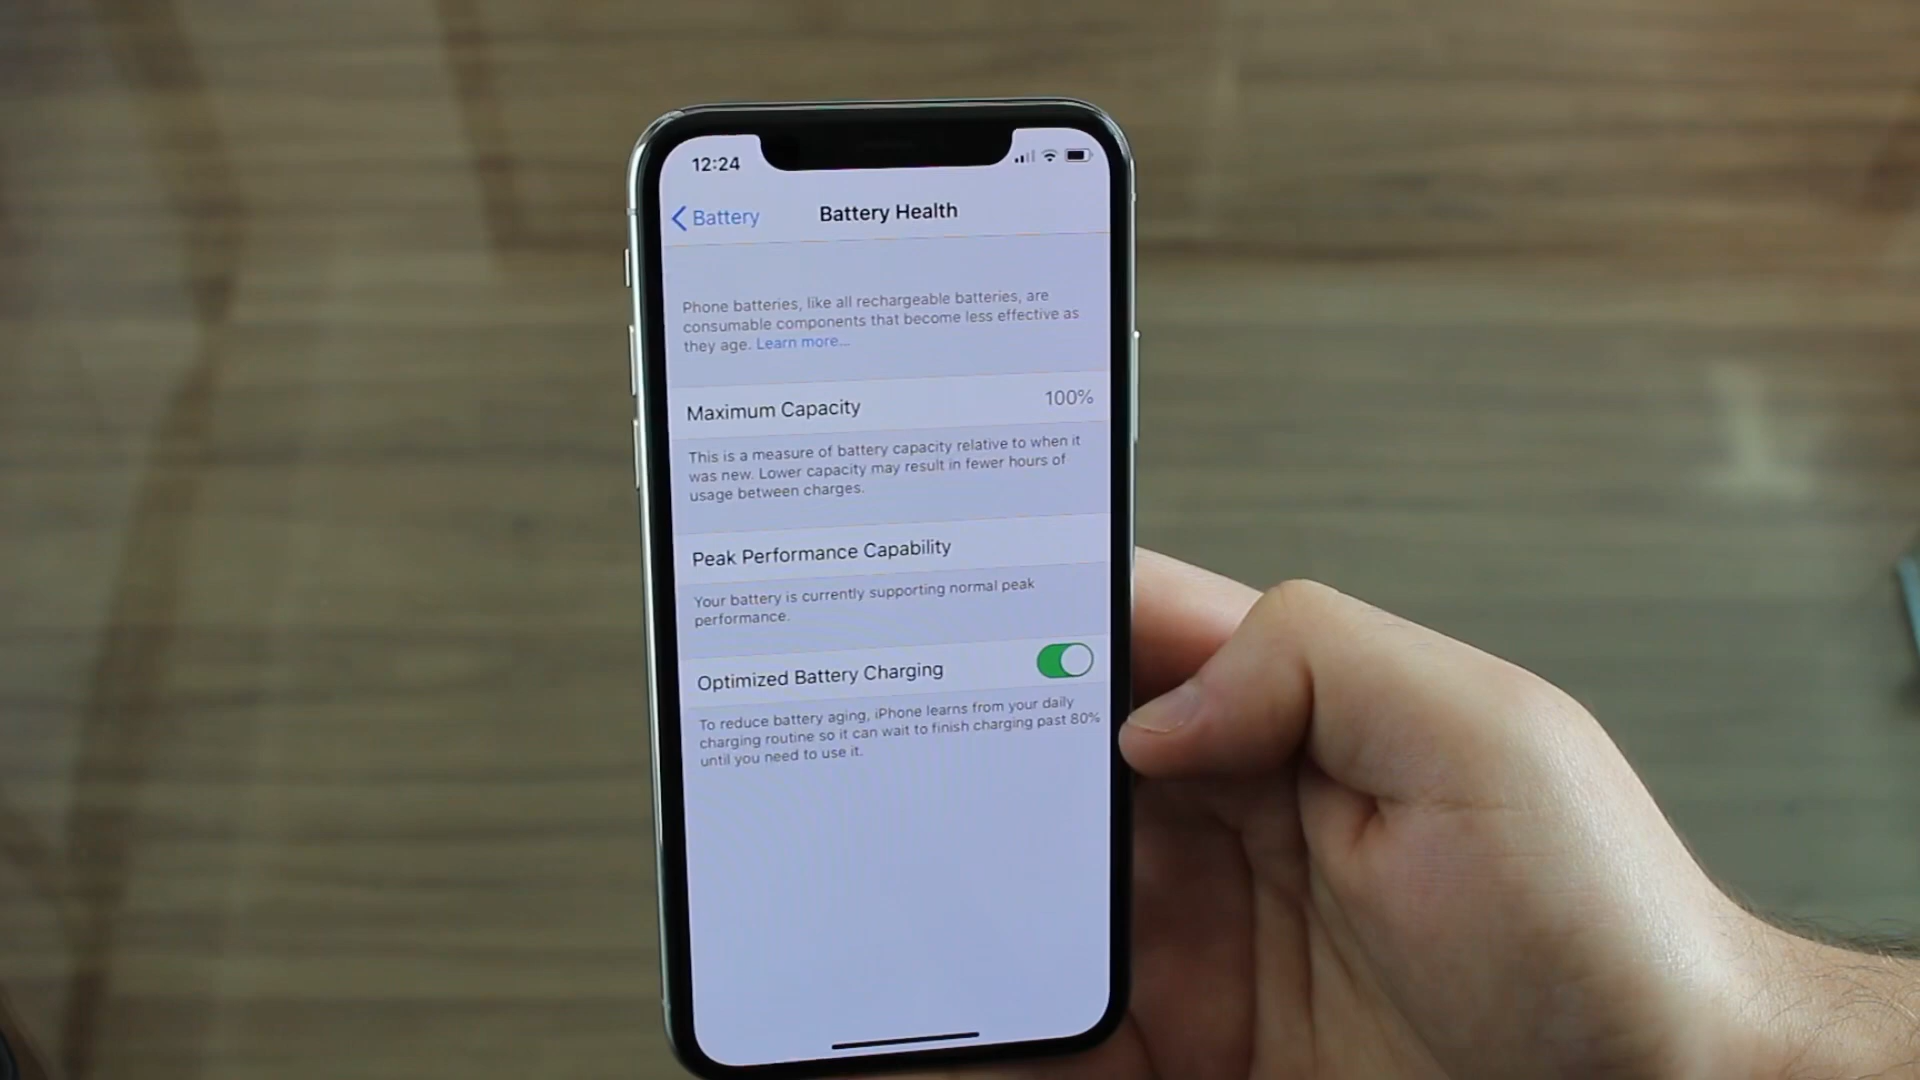 12:24
Battery
Battery Health
Phone batteries, like all rechargeable batteries, are
consumable components that become less effective as
they age. Learn more...
Maximum Capacity 100%
This is a measure of battery capacity relative to when it
was new. Lower capacity may result in fewer hours of
usage between charges.
Peak Performance Capability
Your battery is currently supporting normal peak
performance.
Optimized Battery Charging
To reduce battery aging, iPhone learns from your daily
charging routine so it can wait to finish charging past 80%
until you need to use it.